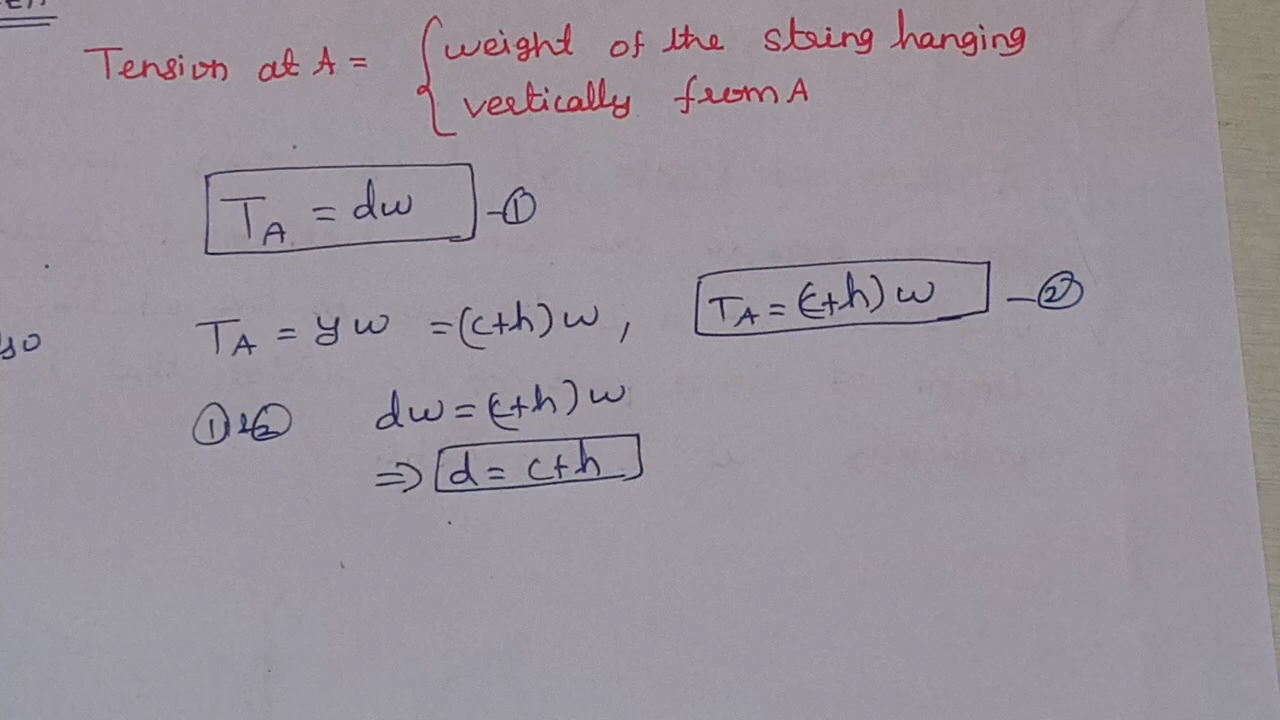 Tension at A = { weight of the string hanging
vertically from A
T_A = dw —①
T_A = yw = (c+h)w , T_A = (c+h)w —②
① & ② dw = (c+h)w
⇒ d = c+h